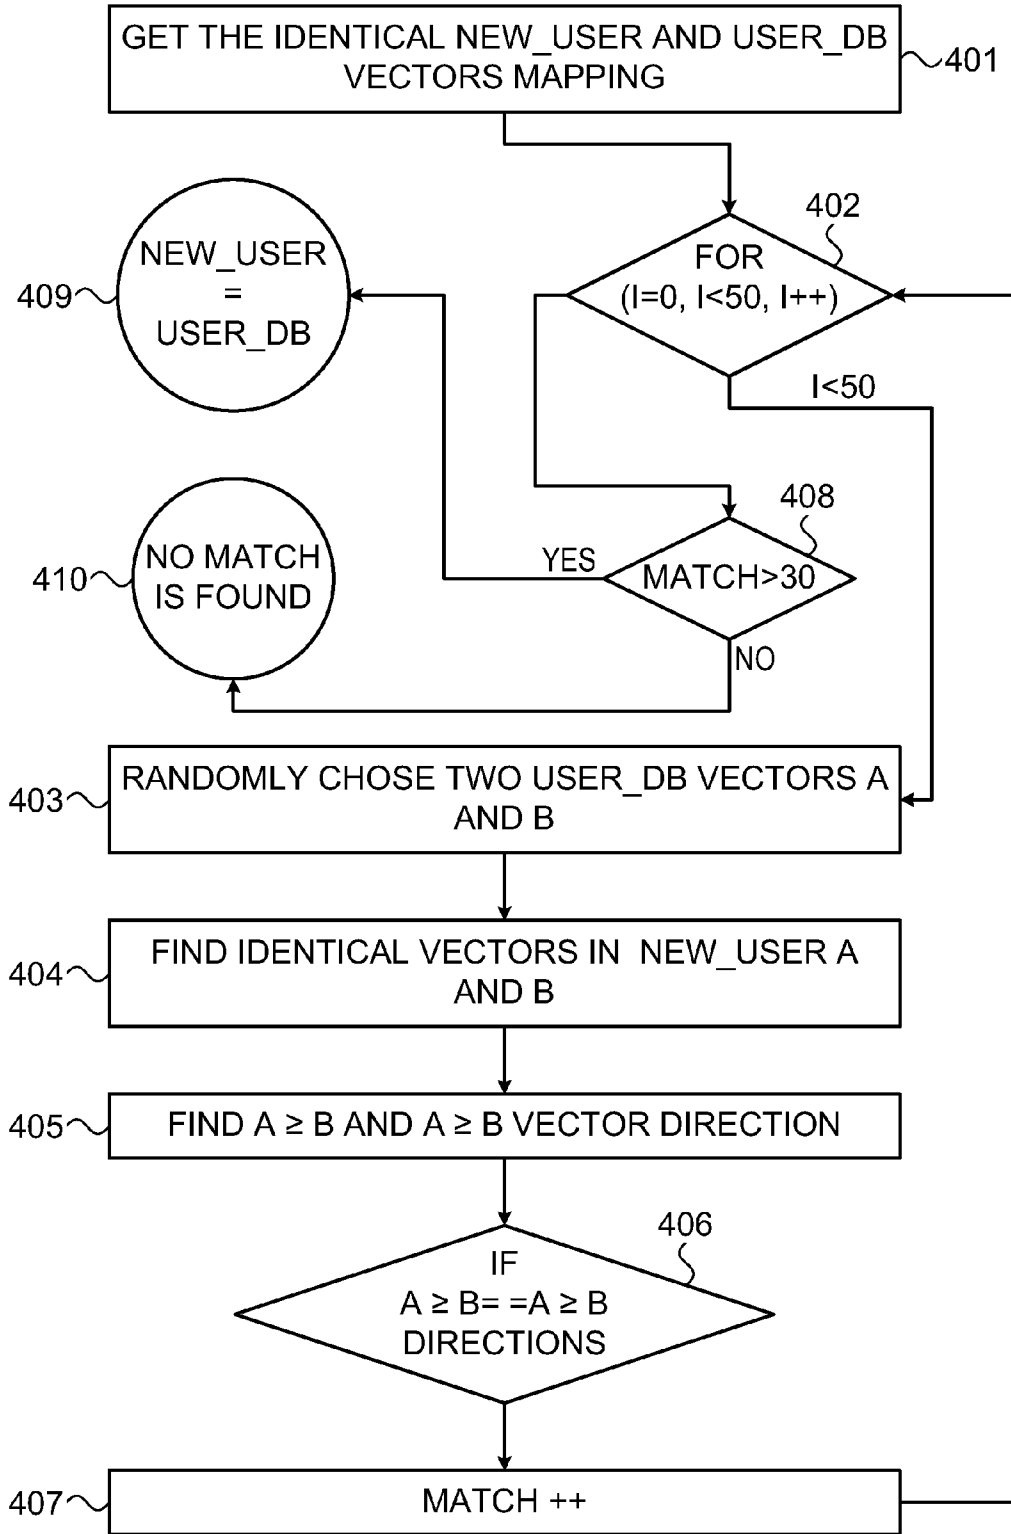 GET THE IDENTICAL NEW_USER AND USER_DB
VECTORS MAPPING
401
402
FOR
(I=0, I<50, I++)
NEW_USER
=
USER_DB
409
I<50
408
YES
MATCH>30
NO
NO MATCH
IS FOUND
410
RANDOMLY CHOSE TWO USER_DB VECTORS A
AND B
403
FIND IDENTICAL VECTORS IN NEW_USER A
AND B
404
FIND A ≥ B AND A ≥ B VECTOR DIRECTION
405
406
IF
A ≥ B= =A ≥ B
DIRECTIONS
MATCH ++
407